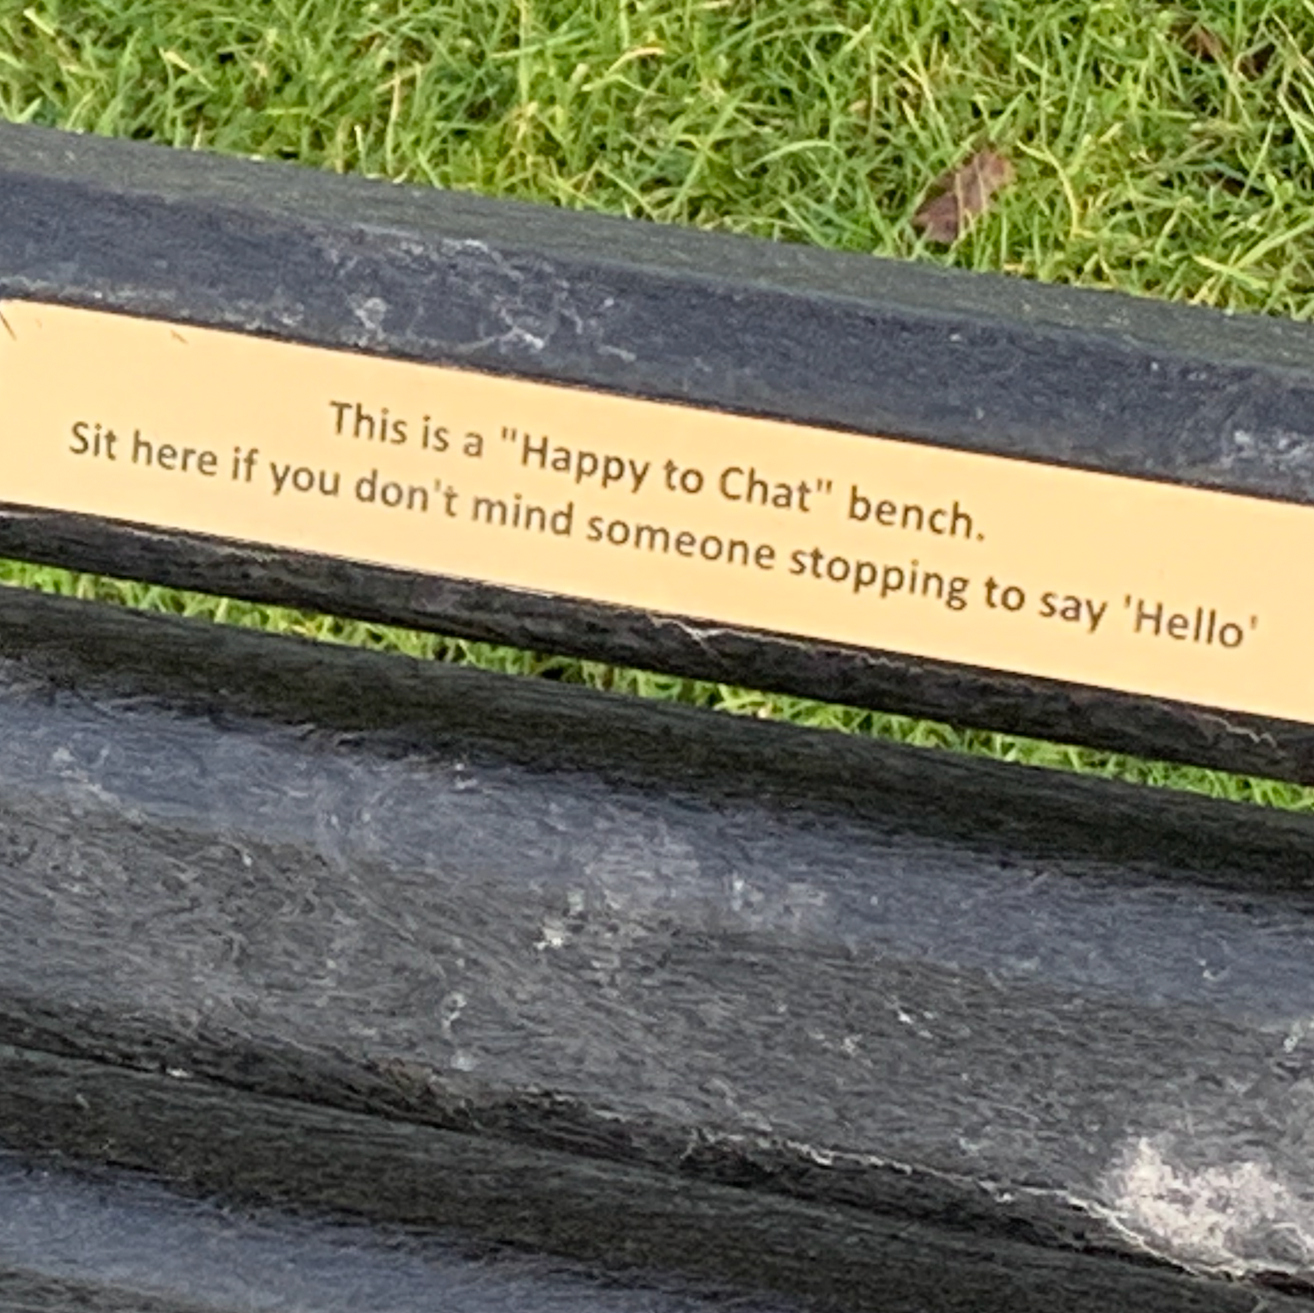 This is a "Happy to Chat" bench.
Sit here if you don't mind someone stopping to say 'Hello'